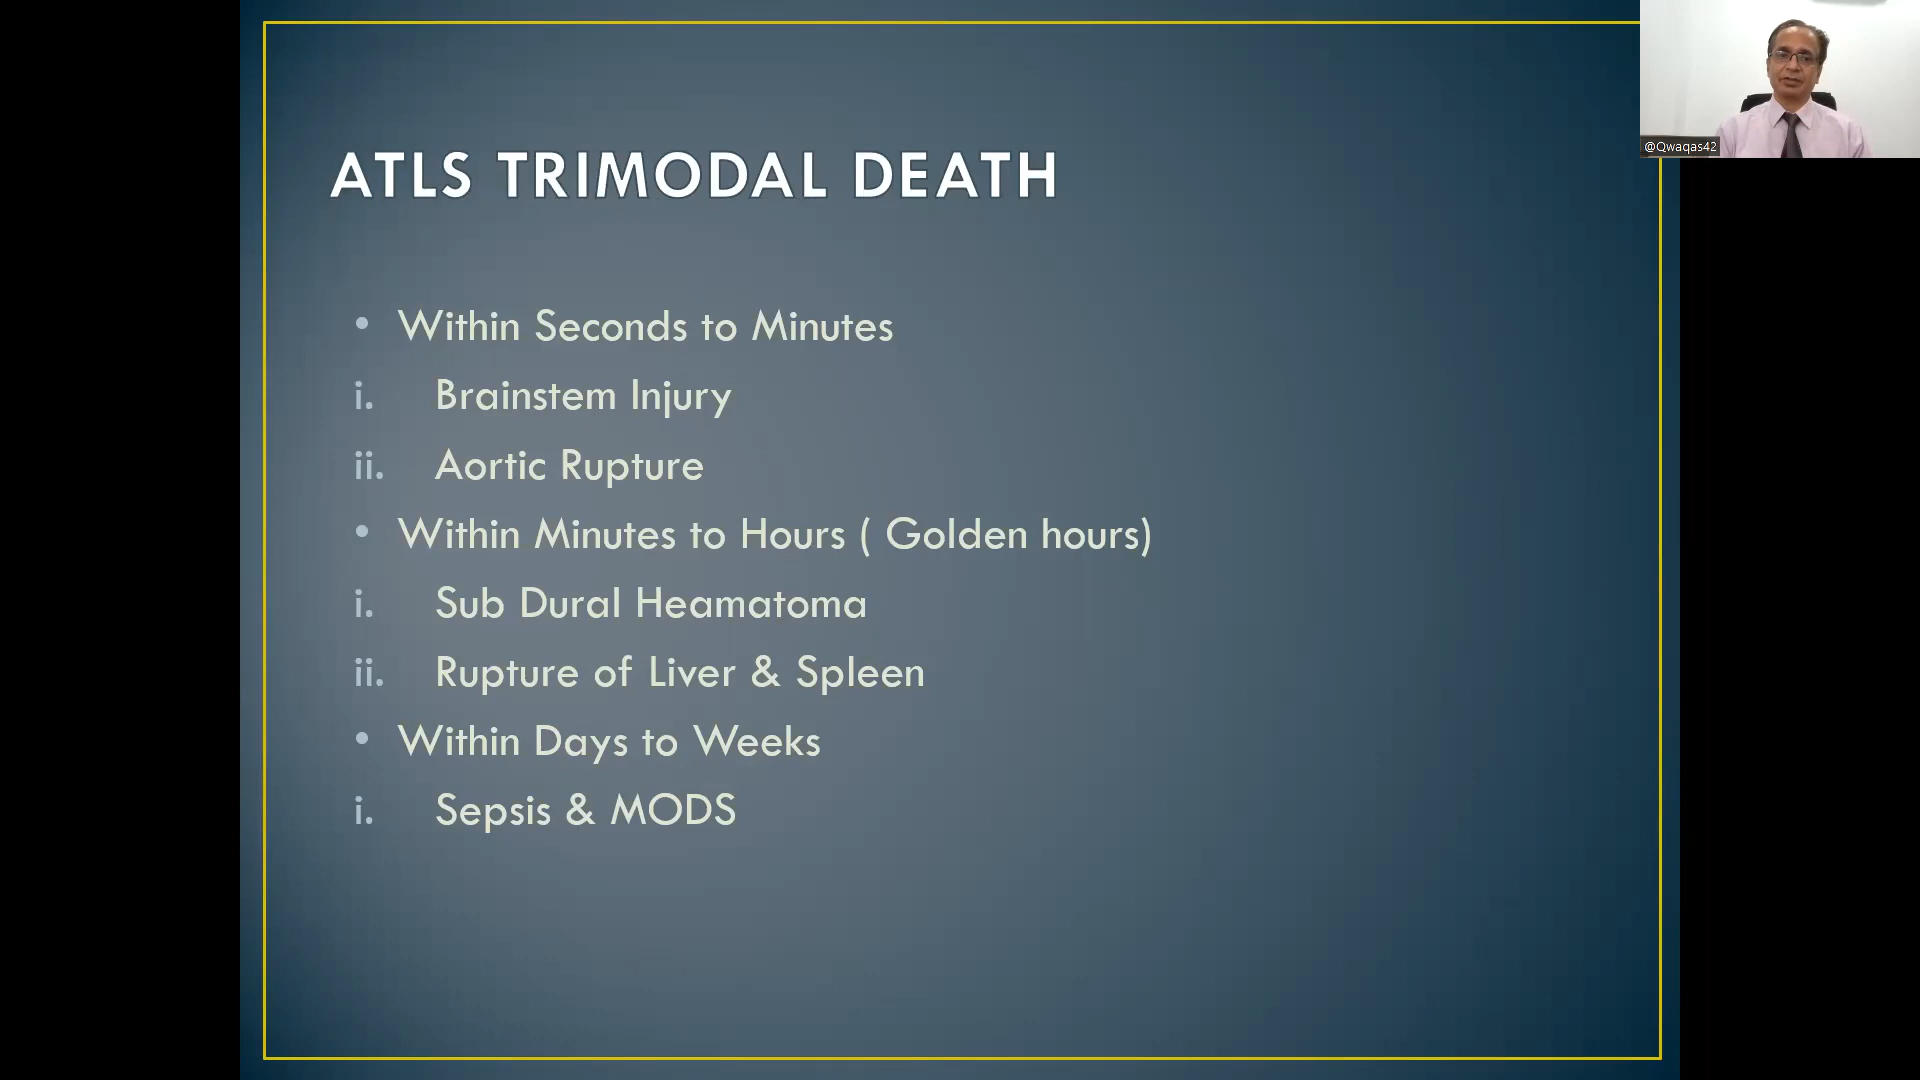 @Qwaqas42
ATLS TRIMODAL DEATH
• Within Seconds to Minutes
i. Brainstem Injury
ii. Aortic Rupture
• Within Minutes to Hours ( Golden hours)
i. Sub Dural Heamatoma
ii. Rupture of Liver & Spleen
• Within Days to Weeks
i. Sepsis & MODS